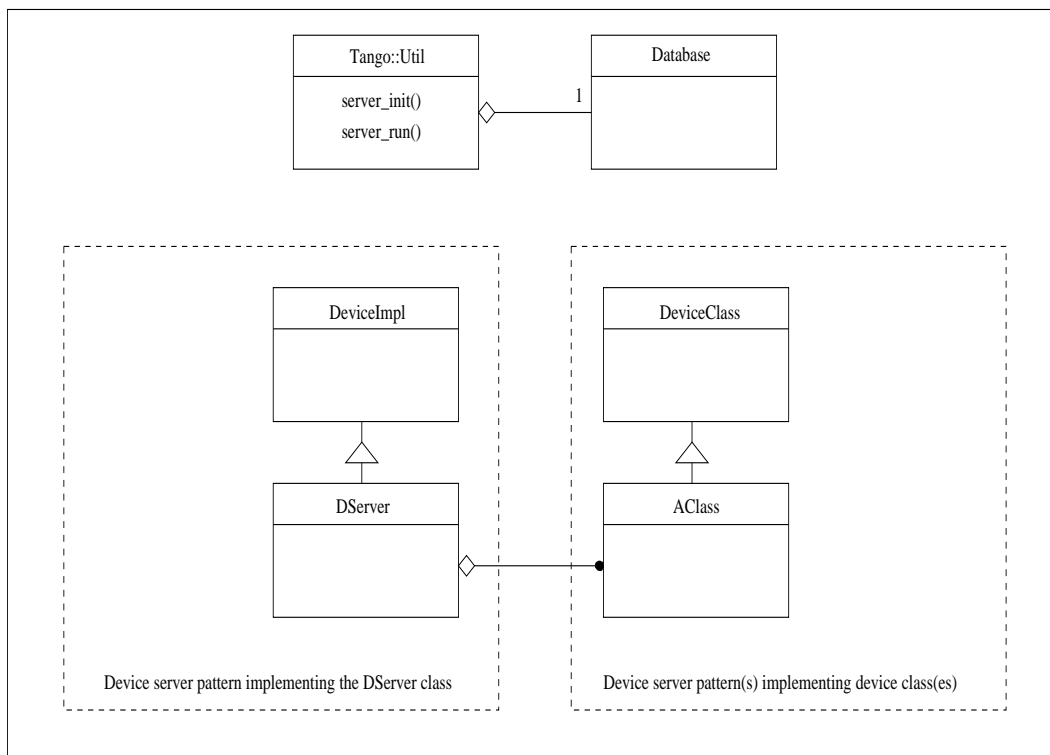 Tango::Util
server_init()
server_run()
1
Database
DeviceImpl
DServer
Device server pattern implementing the DServer class
DeviceClass
AClass
Device server pattern(s) implementing device class(es)